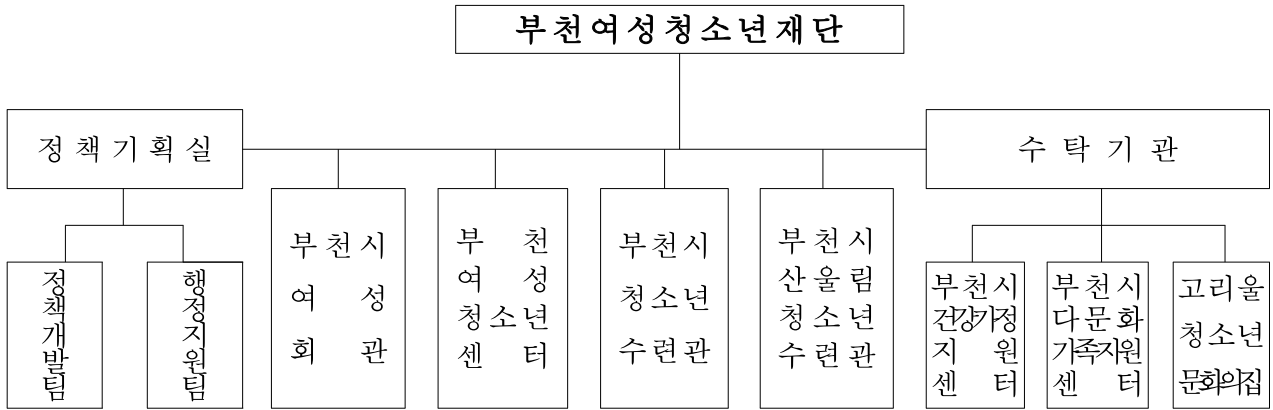 부천여성청소년재단
정책기획실
수탁기관
정책개발팀
행정지원팀
부천시
여성
회관
부천
여성
청소년
센터
부천시
청소년
수련관
부천시
산울림
청소년
수련관
부천시
건강가정
지원
센터
부천시
다문화
가족지원
센터
고리울
청소년
문화의집